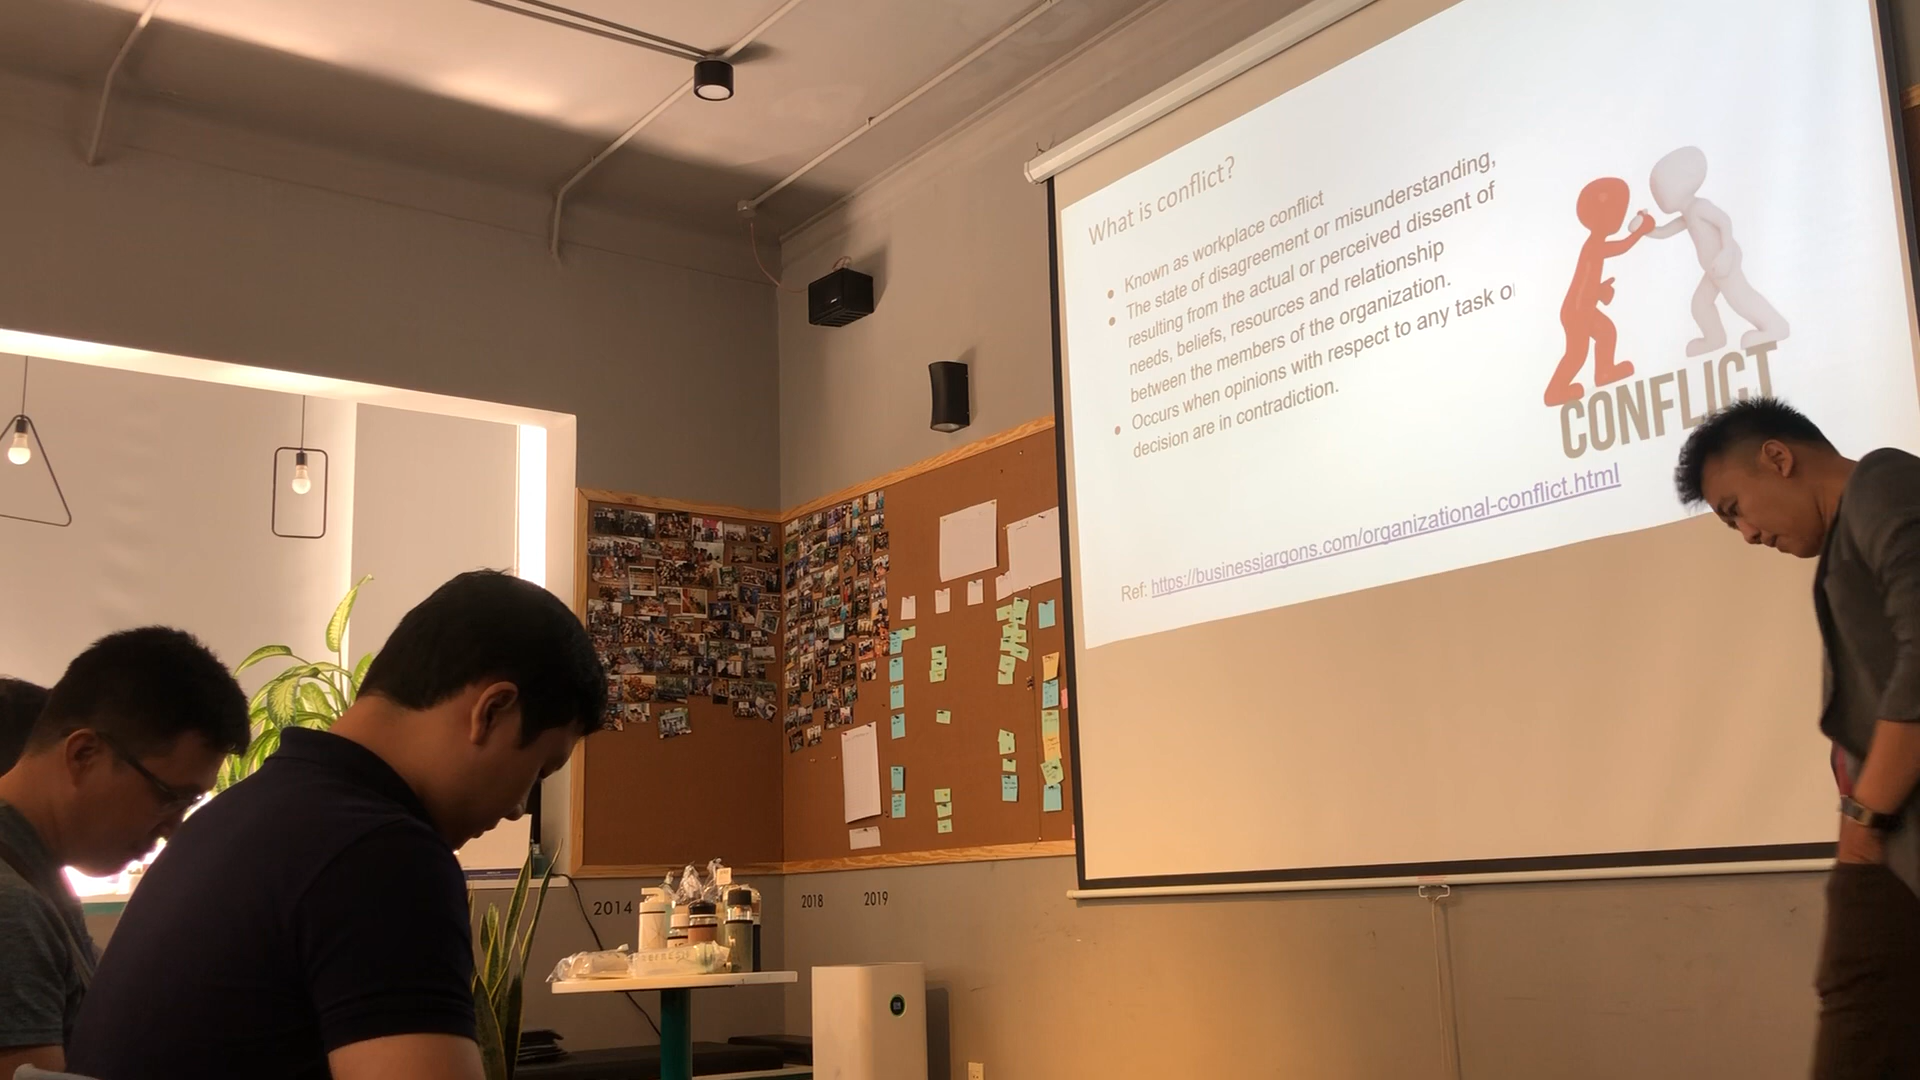 What is conflict?
● Known as workplace conflict
● The state of disagreement or misunderstanding,
resulting from the actual or perceived dissent of
needs, beliefs, resources and relationship
between the members of the organization.
● Occurs when opinions with respect to any task or
decision are in contradiction.
CONFLICT
Ref: https://businessjargons.com/organizational-conflict.html
2014
2018
2019